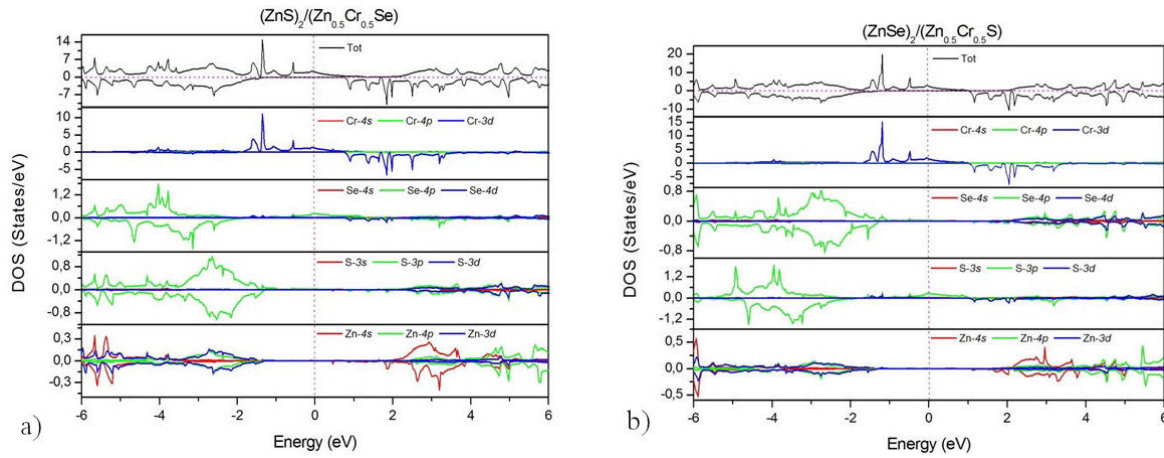 (ZnS)₂/(Zn₀.₅Cr₀.₅Se)
14
7
0
-7
Tot
10
5
0
-5
Cr-4s Cr-4p Cr-3d
1,2
0,0
-1,2
Se-4s Se-4p Se-4d
0,8
0,0
-0,8
S-3s S-3p S-3d
0,3
0,0
-0,3
Zn-4s Zn-4p Zn-3d
-6 -4 -2 0 2 4 6
DOS (States/eV)
Energy (eV)
a)
(ZnSe)₂/(Zn₀.₅Cr₀.₅S)
20
10
0
-10
Tot
15
10
5
0
-5
Cr-4s Cr-4p Cr-3d
0,8
0,0
-0,8
Se-4s Se-4p Se-4d
1,2
0,0
-1,2
S-3s S-3p S-3d
0,5
0,0
-0,5
Zn-4s Zn-4p Zn-3d
-6 -4 -2 0 2 4 6
DOS (States/eV)
Energy (eV)
b)